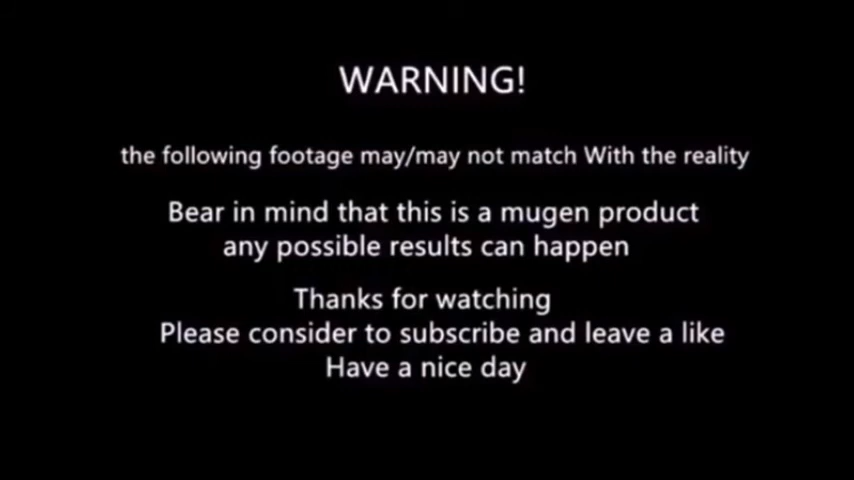 WARNING!
the following footage may/may not match With the reality
Bear in mind that this is a mugen product
any possible results can happen
Thanks for watching
Please consider to subscribe and leave a like
Have a nice day